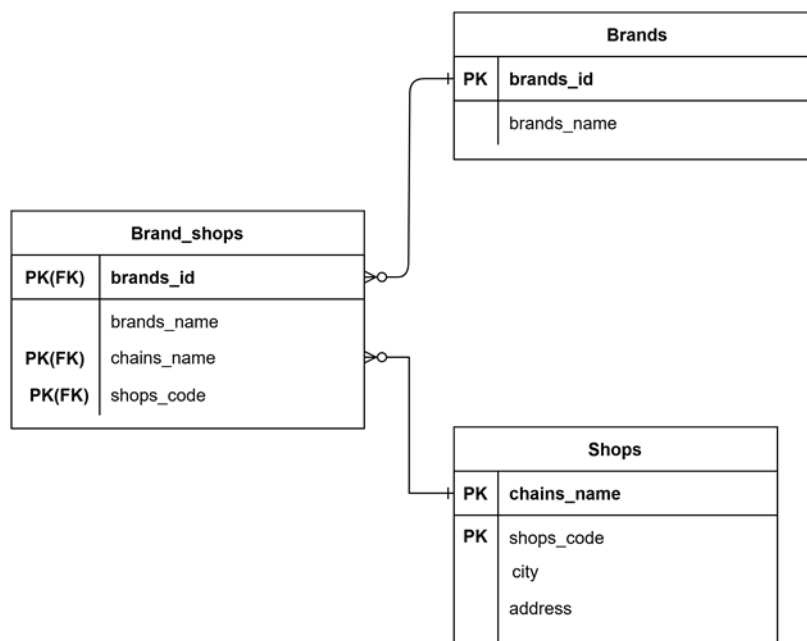 Brands
PK brands_id
brands_name
Brand_shops
PK(FK) brands_id
brands_name
PK(FK) chains_name
PK(FK) shops_code
Shops
PK chains_name
PK shops_code
city
address